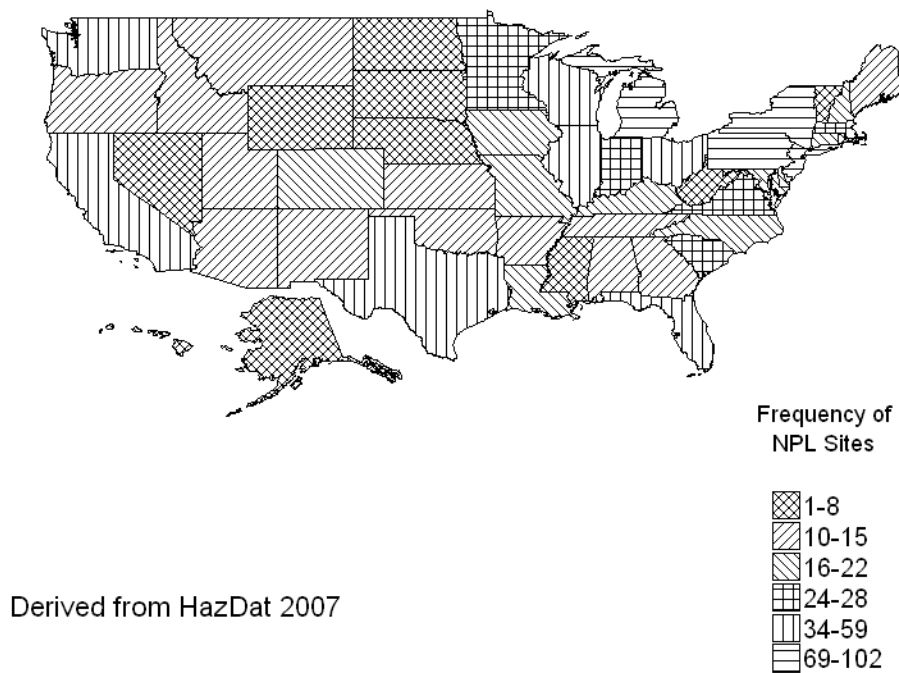 Frequency of
NPL Sites
1-8
10-15
16-22
24-28
34-59
69-102
Derived from HazDat 2007